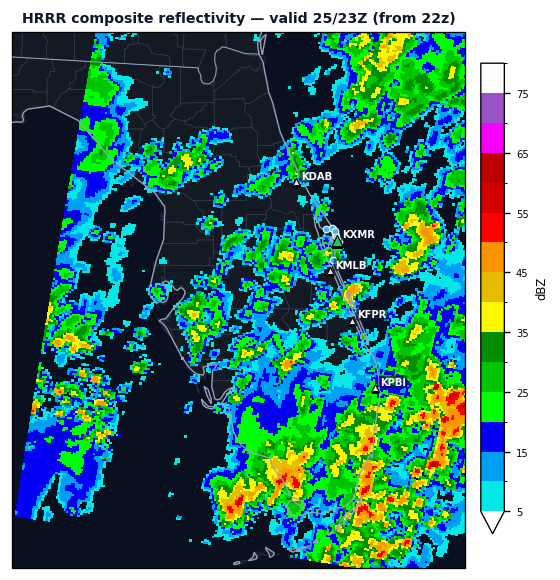 HRRR composite reflectivity — valid 25/23Z (from 22z)
KDAB
KXMR
KMLB
KFPR
KPBI
75
65
55
45
35
25
15
5
dBZ